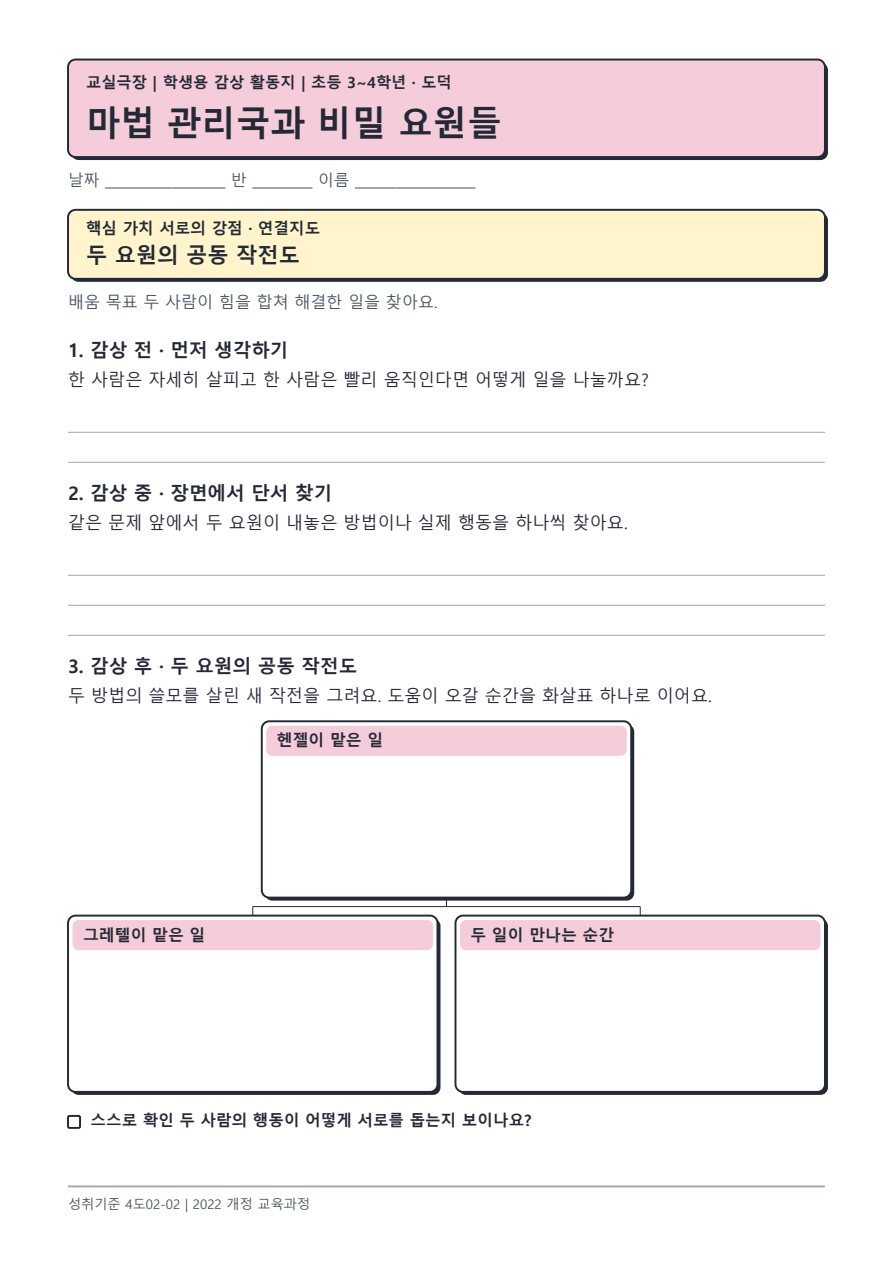 교실극장 | 학생용 감상 활동지 | 초등 3~4학년 · 도덕
마법 관리국과 비밀 요원들
날짜 ________________ 반 ________ 이름 ________________
핵심 가치 서로의 강점 · 연결지도
두 요원의 공동 작전도
배움 목표 두 사람이 힘을 합쳐 해결한 일을 찾아요.
1. 감상 전 · 먼저 생각하기
한 사람은 자세히 살피고 한 사람은 빨리 움직인다면 어떻게 일을 나눌까요?
2. 감상 중 · 장면에서 단서 찾기
같은 문제 앞에서 두 요원이 내놓은 방법이나 실제 행동을 하나씩 찾아요.
3. 감상 후 · 두 요원의 공동 작전도
두 방법의 쓸모를 살린 새 작전을 그려요. 도움이 오갈 순간을 화살표 하나로 이어요.
헨젤이 맡은 일
그레텔이 맡은 일
두 일이 만나는 순간
스스로 확인 두 사람의 행동이 어떻게 서로를 돕는지 보이나요?
성취기준 4도02-02 | 2022 개정 교육과정